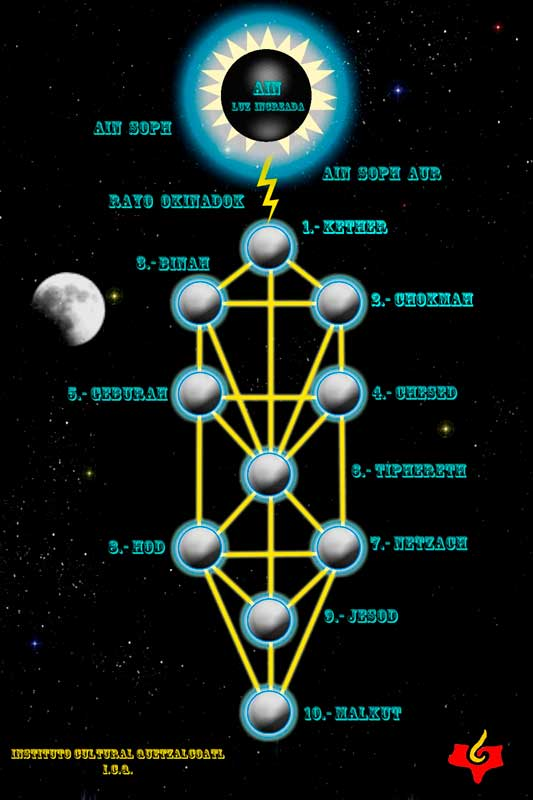 AIN
LUZ INCREADA
AIN SOPH
AIN SOPH AUR
RAYO OKINADOK
1.- KETHER
3.- BINAH
2.- CHOKMAH
5.- GEBURAH
4.- CHESED
6.- TIPHERETH
8.- HOD
7.- NETZACH
9.- JESOD
10.- MALKUT
INSTITUTO CULTURAL QUETZALCOATL
I.C.Q.